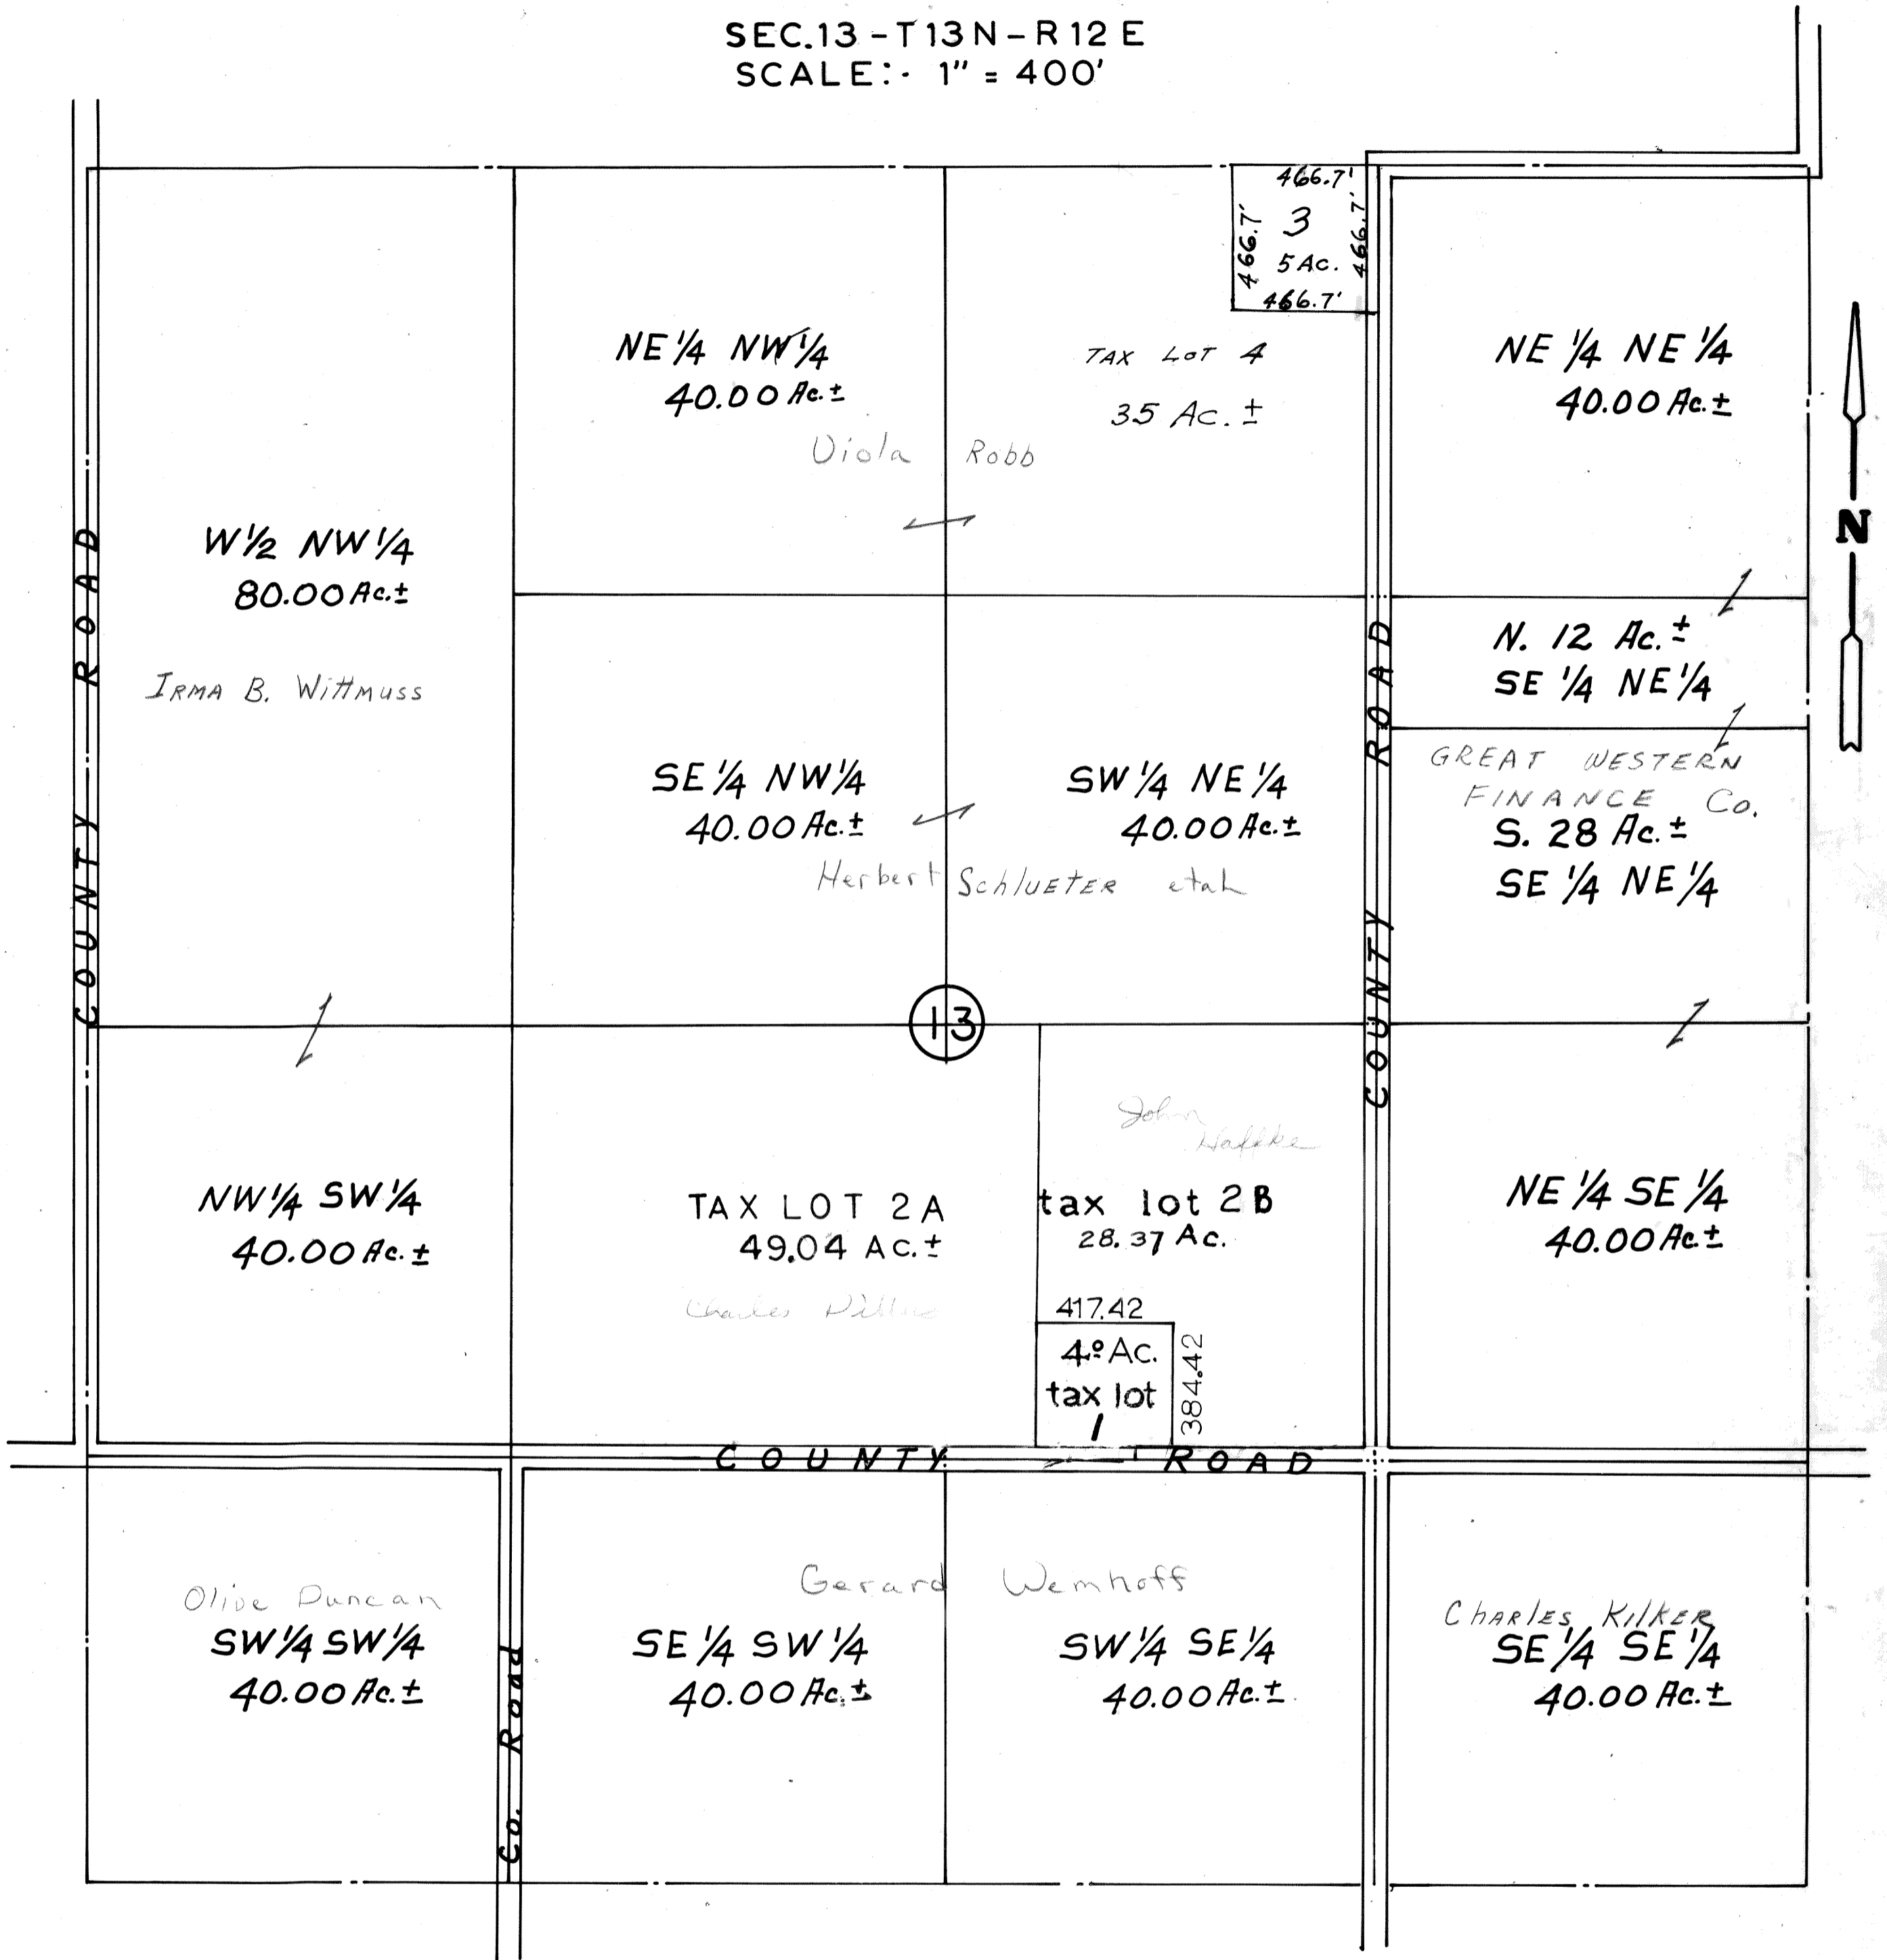 SEC.13-T13N-R12E
SCALE:- 1" = 400'
466.7'
466.7'
3
466.7'
5 AC.
466.7'
NE 1/4 NW 1/4
40.00 Ac.±
TAX LOT 4
35 AC.±
NE 1/4 NE 1/4
40.00 Ac.±
Viola Robb
N
W 1/2 NW 1/4
80.00 Ac.±
IRMA B. Wittmuss
COUNTY ROAD
N. 12 Ac.±
SE 1/4 NE 1/4
COUNTY ROAD
GREAT WESTERN
FINANCE Co.
S. 28 Ac.±
SE 1/4 NE 1/4
SE 1/4 NW 1/4
40.00 Ac.±
SW 1/4 NE 1/4
40.00 Ac.±
Herbert Schlueter etal
13
John
NW 1/4 SW 1/4
40.00 Ac.±
TAX LOT 2A
49.04 AC.±
Charles
tax lot 2B
28.37 Ac.
NE 1/4 SE 1/4
40.00 Ac.±
417.42
4.0 Ac.
tax lot
1
384.42
COUNTY ROAD
Olive Duncan
SW 1/4 SW 1/4
40.00 Ac.±
Co. Road
Gerard Wemhoff
SE 1/4 SW 1/4
40.00 Ac.±
SW 1/4 SE 1/4
40.00 Ac.±
Charles Kilker
SE 1/4 SE 1/4
40.00 Ac.±